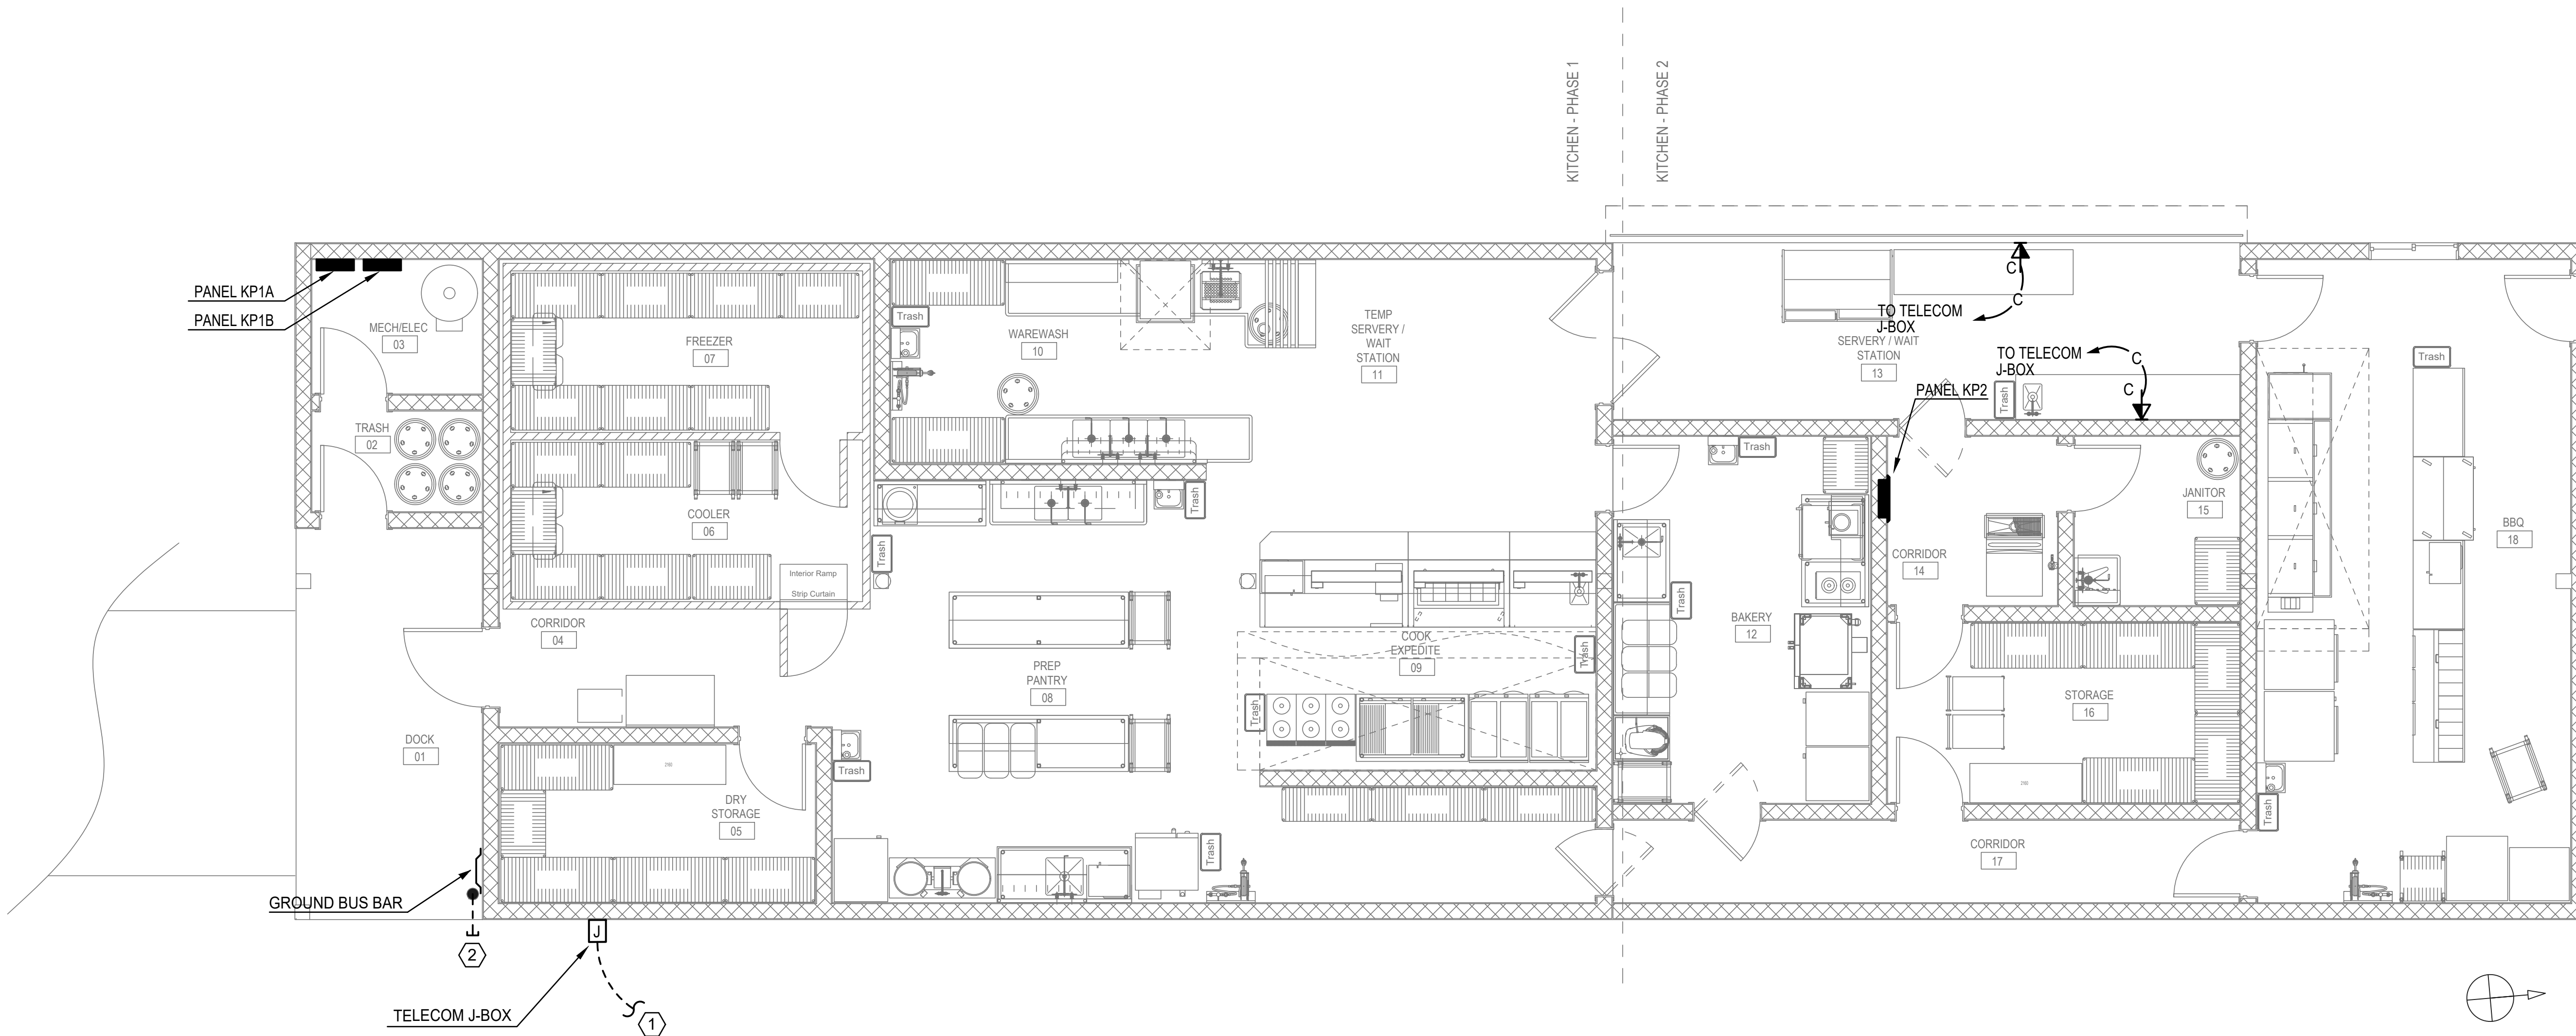 KITCHEN - PHASE 1
KITCHEN - PHASE 2
PANEL KP1A
PANEL KP1B
MECH/ELEC
03
TRASH
02
FREEZER
07
COOLER
06
Interior Ramp
Strip Curtain
CORRIDOR
04
DOCK
01
DRY
STORAGE
05
2160
GROUND BUS BAR
2
J
TELECOM J-BOX
1
Trash
WAREWASH
10
TEMP
SERVERY /
WAIT
STATION
11
Trash
Trash
PREP
PANTRY
08
Trash
Trash
COOK
EXPEDITE
09
Trash
Trash
C
C
TO TELECOM
J-BOX
SERVERY / WAIT
STATION
13
TO TELECOM
J-BOX
C
C
PANEL KP2
Trash
Trash
BAKERY
12
Trash
CORRIDOR
14
JANITOR
15
STORAGE
16
2160
CORRIDOR
17
Trash
BBQ
18
Trash